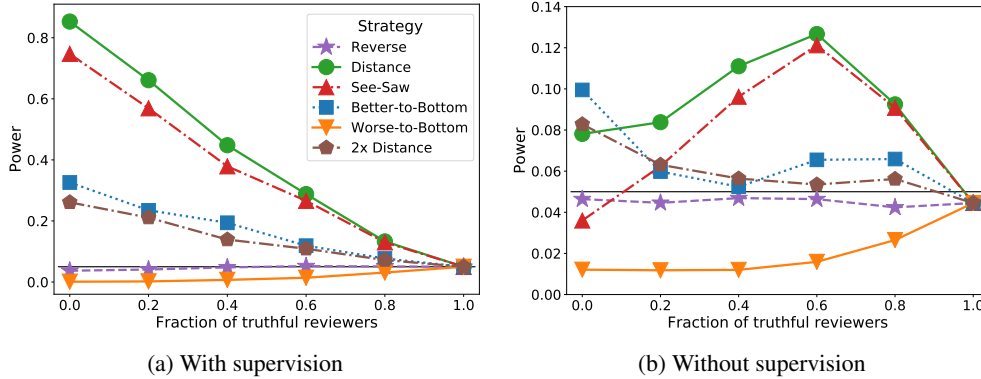 Power
0.8
0.6
0.4
0.2
0.0
0.0 0.2 0.4 0.6 0.8 1.0
Fraction of truthful reviewers
Strategy
Reverse
Distance
See-Saw
Better-to-Bottom
Worse-to-Bottom
2x Distance
(a) With supervision
Power
0.14
0.12
0.10
0.08
0.06
0.04
0.02
0.00
0.0 0.2 0.4 0.6 0.8 1.0
Fraction of truthful reviewers
(b) Without supervision